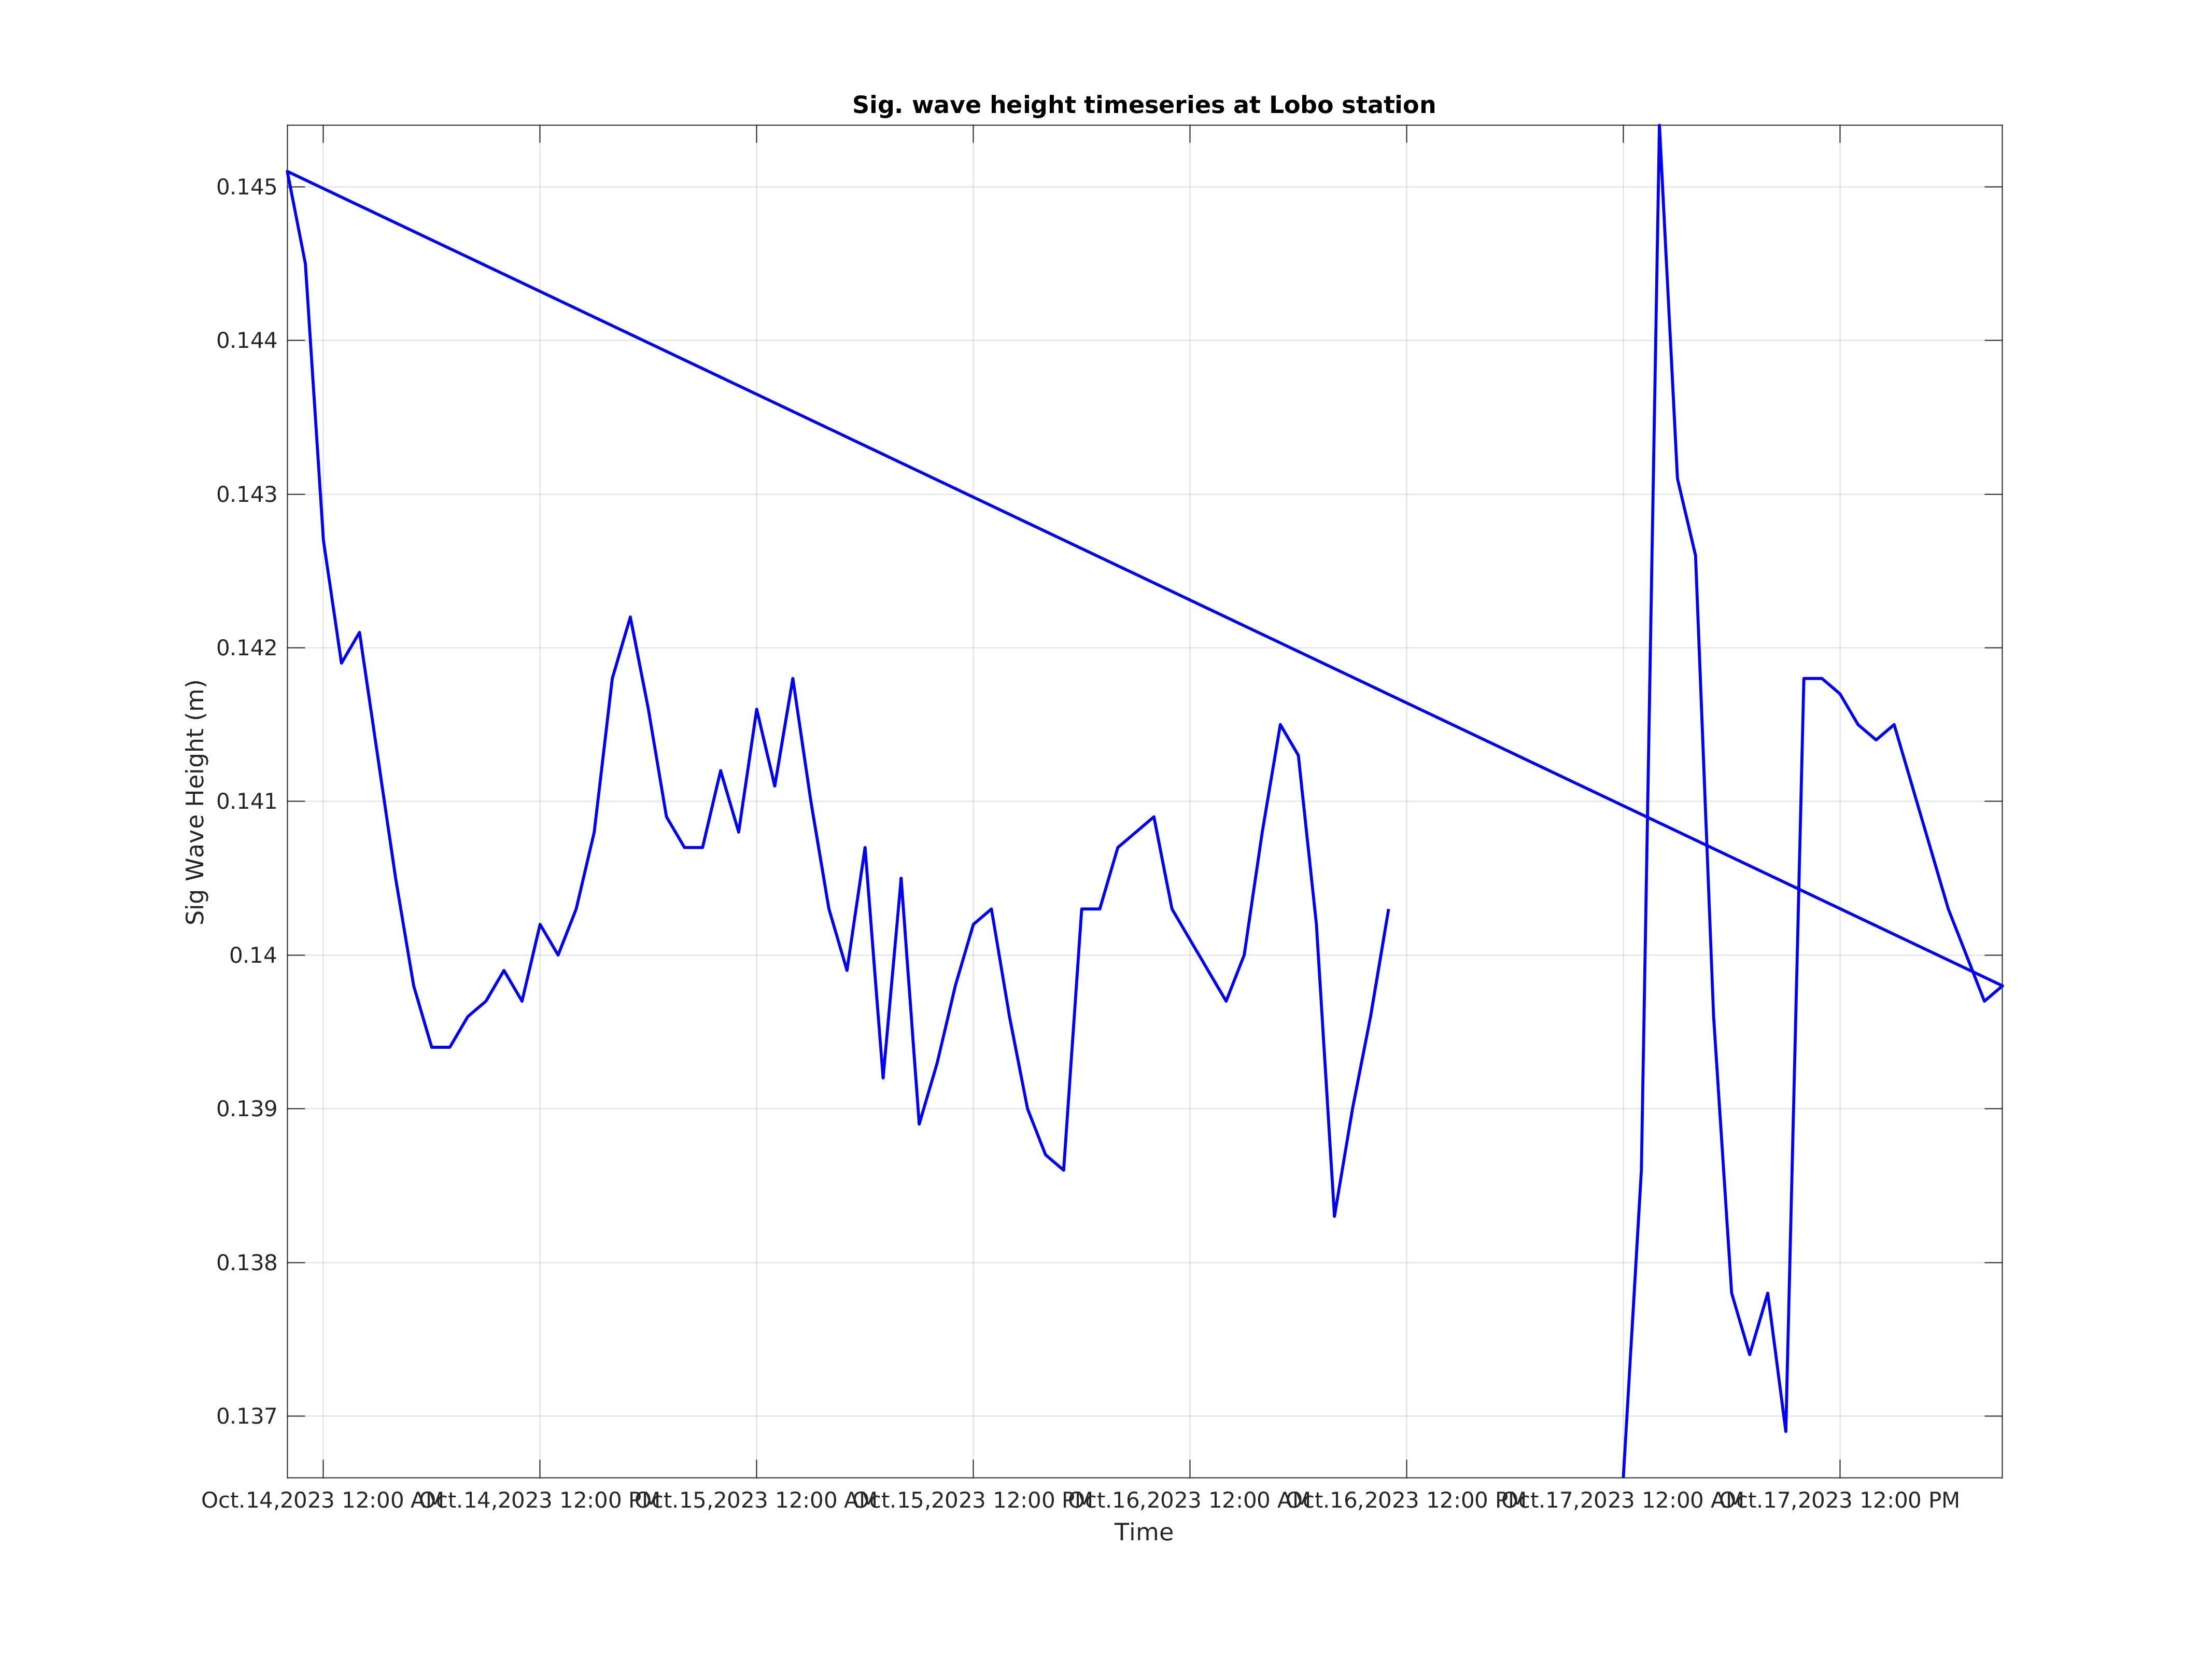 Sig. wave height timeseries at Lobo station
0.145
0.144
0.143
0.142
0.141
0.14
0.139
0.138
0.137
Sig Wave Height (m)
Oct.14,2023 12:00 AM
Oct.14,2023 12:00 PM
Oct.15,2023 12:00 AM
Oct.15,2023 12:00 PM
Oct.16,2023 12:00 AM
Oct.16,2023 12:00 PM
Oct.17,2023 12:00 AM
Oct.17,2023 12:00 PM
Time